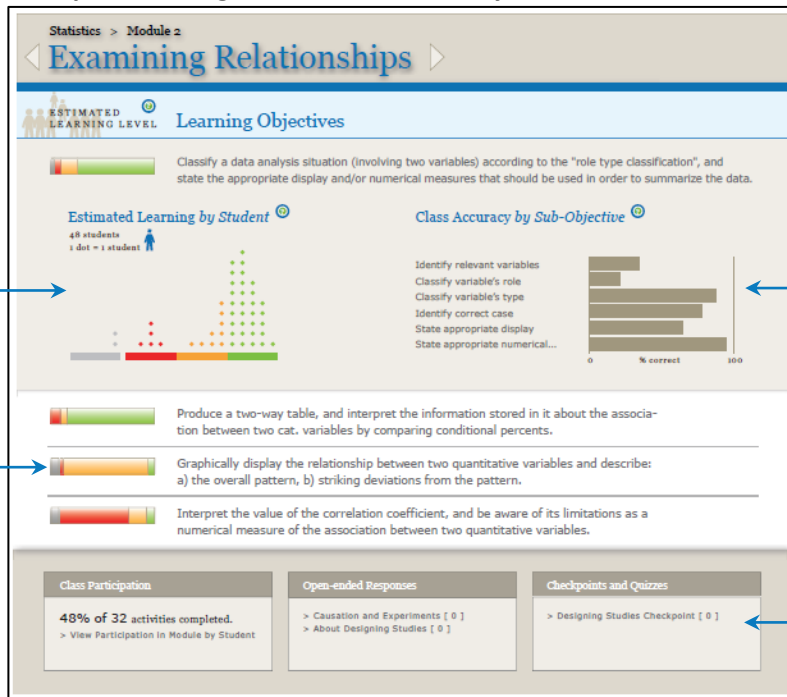 Statistics > Module 2
Examining Relationships
ESTIMATED
LEARNING LEVEL
Learning Objectives
Classify a data analysis situation (involving two variables) according to the "role type classification", and
state the appropriate display and/or numerical measures that should be used in order to summarize the data.
Estimated Learning by Student
48 students
1 dot = 1 student
Class Accuracy by Sub-Objective
Identify relevant variables
Classify variable's role
Classify variable's type
Identify correct case
State appropriate display
State appropriate numerical...
0 % correct 100
Produce a two-way table, and interpret the information stored in it about the associa-
tion between two cat. variables by comparing conditional percents.
Graphically display the relationship between two quantitative variables and describe:
a) the overall pattern, b) striking deviations from the pattern.
Interpret the value of the correlation coefficient, and be aware of its limitations as a
numerical measure of the association between two quantitative variables.
Class Participation
48% of 32 activities completed.
> View Participation in Module by Student
Open-ended Responses
> Causation and Experiments [ 0 ]
> About Designing Studies [ 0 ]
Checkpoints and Quizzes
> Designing Studies Checkpoint [ 0 ]